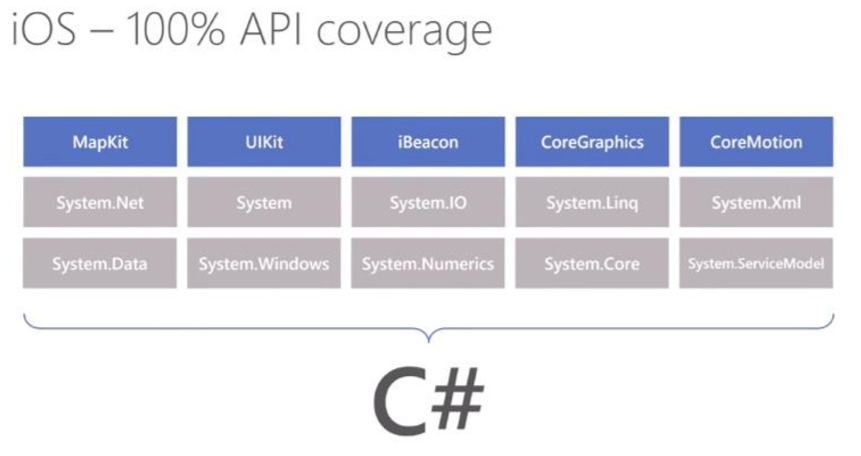 iOS – 100% API coverage
MapKit UIKit iBeacon CoreGraphics CoreMotion
System.Net System System.IO System.Linq System.Xml
System.Data System.Windows System.Numerics System.Core System.ServiceModel
C#